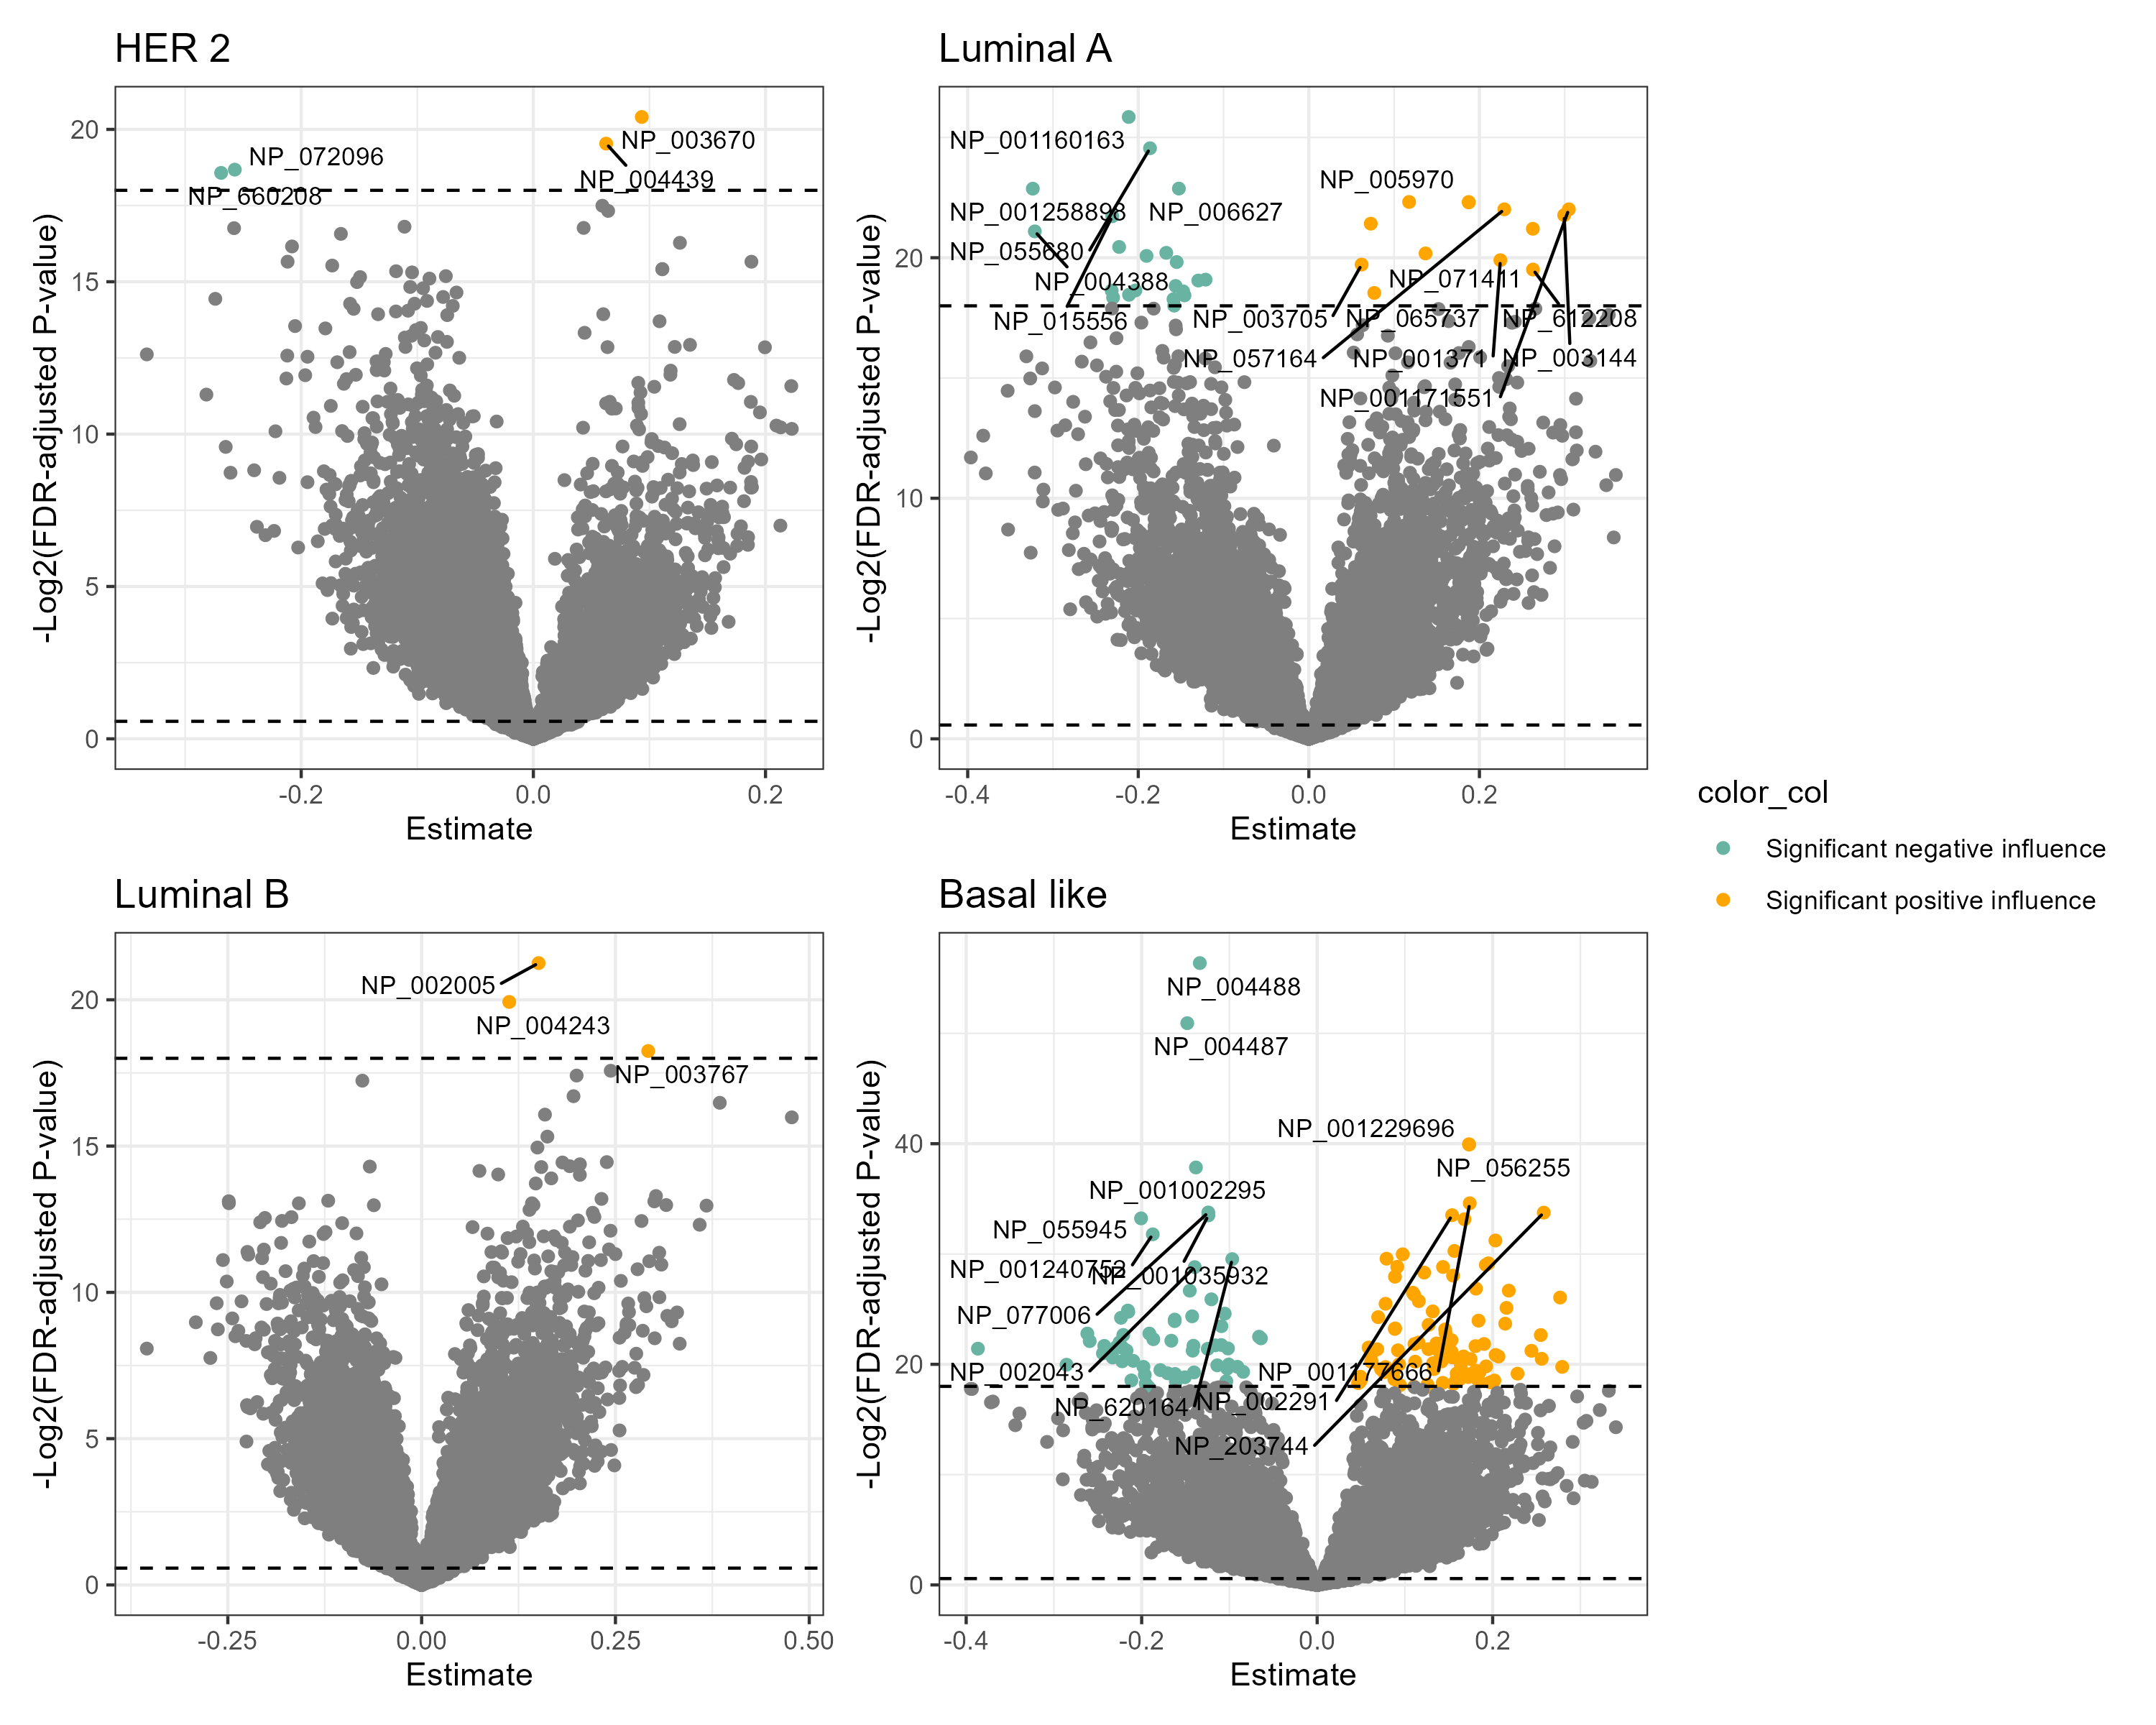 HER 2
-Log2(FDR-adjusted P-value)
20
15
10
5
0
NP_003670
NP_072096
NP_004439
NP_660208
-0.2
0.0
0.2
Estimate
Luminal A
-Log2(FDR-adjusted P-value)
20
10
0
NP_001160163
NP_005970
NP_001258898
NP_006627
NP_055680
NP_004388
NP_071411
NP_015556
NP_003705
NP_065737
NP_612208
NP_057164
NP_001371
NP_003144
NP_001171551
-0.4
-0.2
0.0
0.2
Estimate
color_col
Significant negative influence
Significant positive influence
Luminal B
-Log2(FDR-adjusted P-value)
20
15
10
5
0
NP_002005
NP_004243
NP_003767
-0.25
0.00
0.25
0.50
Estimate
Basal like
-Log2(FDR-adjusted P-value)
40
20
0
NP_004488
NP_004487
NP_001229696
NP_056255
NP_001002295
NP_055945
NP_001240752
NP_001035932
NP_077006
NP_002043
NP_001177666
NP_620164
NP_002291
NP_203744
-0.4
-0.2
0.0
0.2
Estimate